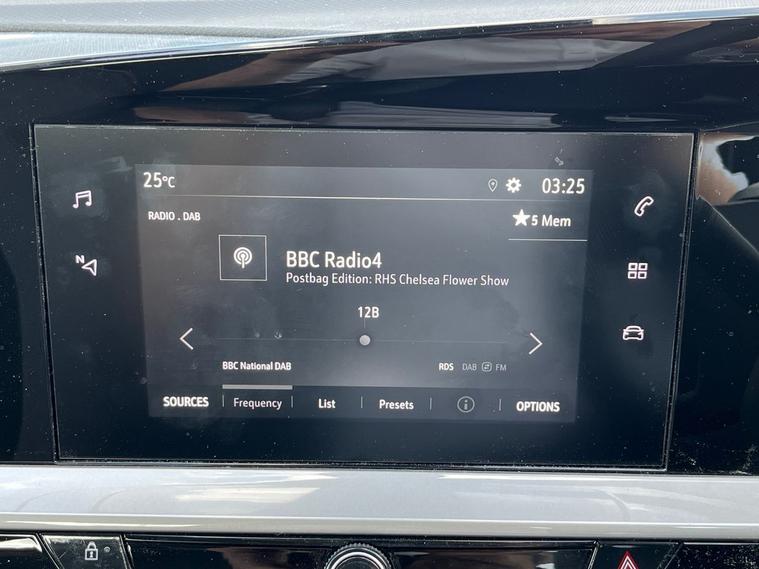 25°C
03:25
RADIO . DAB
5 Mem
BBC Radio4
Postbag Edition: RHS Chelsea Flower Show
N
12B
BBC National DAB
RDS DAB FM
SOURCES Frequency List Presets OPTIONS